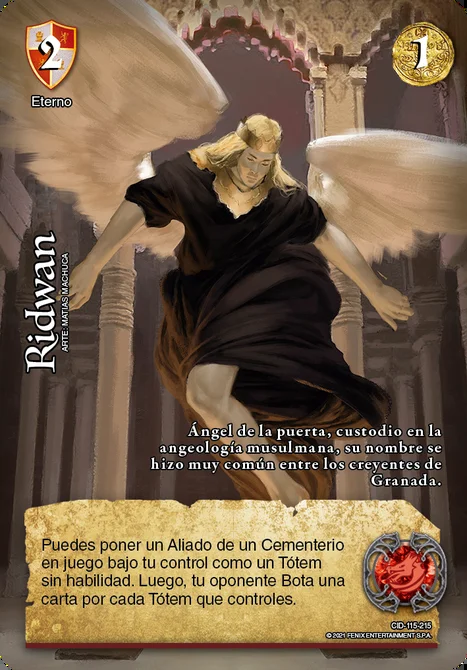 2
1
Eterno
Ridwan
ARTE: MATIAS MACHUCA
Ángel de la puerta, custodio en la
angeología musulmana, su nombre se
hizo muy común entre los creyentes de
Granada.
Puedes poner un Aliado de un Cementerio
en juego bajo tu control como un Tótem
sin habilidad. Luego, tu oponente Bota una
carta por cada Tótem que controles.
CID-115-215
© 2021 FENIX ENTERTAINMENT S.P.A.